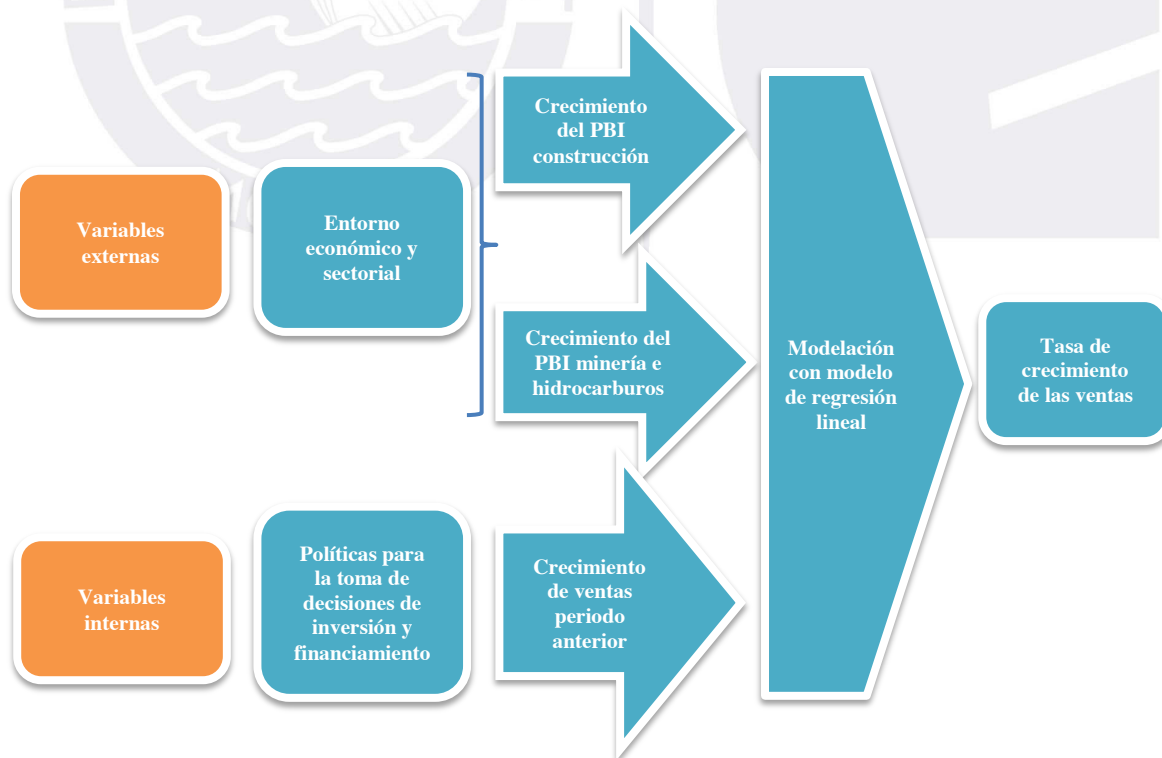 Crecimiento
del PBI
construcción
Variables
externas
Entorno
económico y
sectorial
Crecimiento del
PBI minería e
hidrocarburos
Modelación
con modelo
de regresión
lineal
Tasa de
crecimiento
de las ventas
Variables
internas
Políticas para
la toma de
decisiones de
inversión y
financiamiento
Crecimiento
de ventas
periodo
anterior